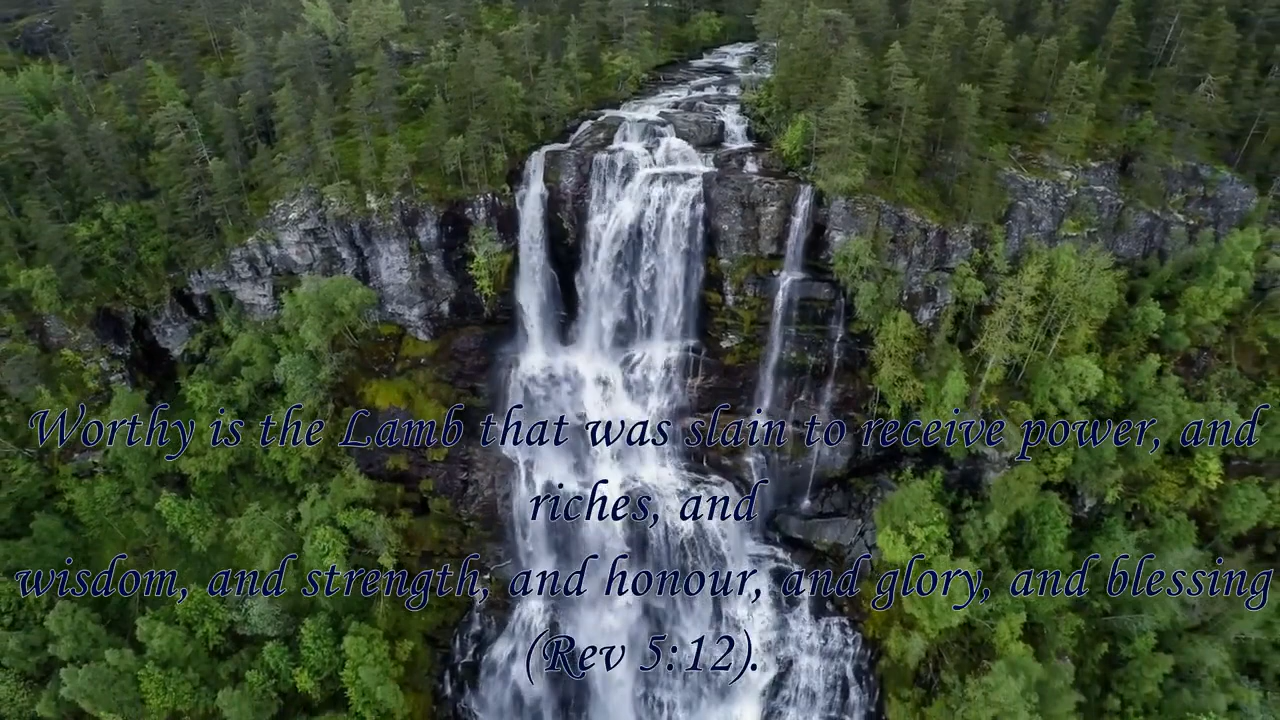 Worthy is the Lamb that was slain to receive power, and
riches, and
wisdom, and strength, and honour, and glory, and blessing
(Rev 5:12).